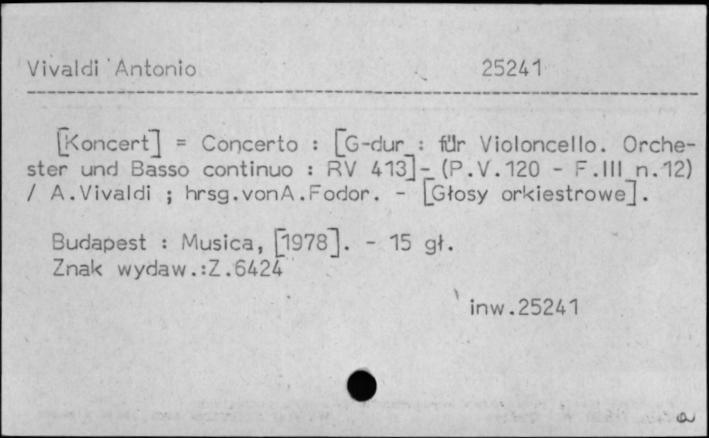 Vivaldi Antonio 25241
[Koncert] = Concerto : [G-dur : für Violoncello. Orche-
ster und Basso continuo : RV 413]- (P.V.120 - F.III n.12)
/ A.Vivaldi ; hrsg.vonA.Fodor. - [Głosy orkiestrowe].
Budapest : Musica, [1978]. - 15 gł.
Znak wydaw.:Z.6424
inw.25241